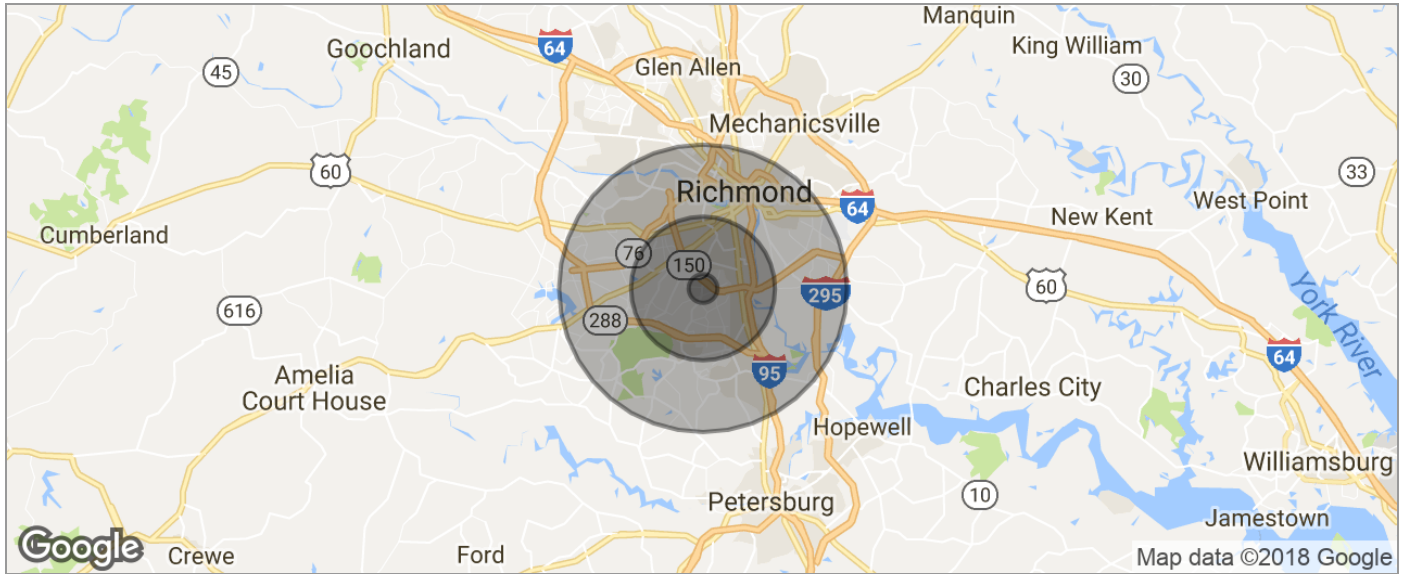 Manquin
Goochland
64
King William
45
Glen Allen
30
Mechanicsville
60
33
Richmond
64
West Point
New Kent
Cumberland
76
150
60
295
York River
616
288
64
95
Amelia
Court House
Charles City
Hopewell
Williamsburg
10
Petersburg
Jamestown
Google
Crewe
Ford
Map data ©2018 Google